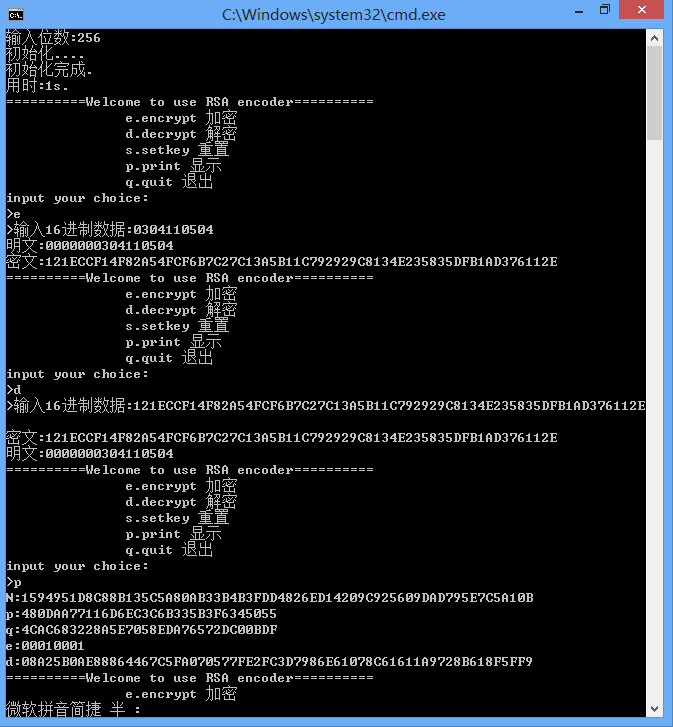 C:\Windows\system32\cmd.exe
输入位数:256
初始化....
初始化完成.
用时:1s.
==========Welcome to use RSA encoder==========
e.encrypt 加密
d.decrypt 解密
s.setkey 重置
p.print 显示
q.quit 退出
input your choice:
>e
>输入16进制数据:0304110504
明文:0000000304110504
密文:121ECCF14F82A54FCF6B7C27C13A5B11C792929C8134E235835DFB1AD376112E
==========Welcome to use RSA encoder==========
e.encrypt 加密
d.decrypt 解密
s.setkey 重置
p.print 显示
q.quit 退出
input your choice:
>d
>输入16进制数据:121ECCF14F82A54FCF6B7C27C13A5B11C792929C8134E235835DFB1AD376112E
密文:121ECCF14F82A54FCF6B7C27C13A5B11C792929C8134E235835DFB1AD376112E
明文:0000000304110504
==========Welcome to use RSA encoder==========
e.encrypt 加密
d.decrypt 解密
s.setkey 重置
p.print 显示
q.quit 退出
input your choice:
>p
N:1594951D8C88B135C5A80AB33B4B3FDD4826ED14209C925609DAD795E7C5A10B
p:480DAA77116D6EC3C6B335B3F6345055
q:4CAC683228A5E7058EDA76572DC00BDF
e:00010001
d:08A25B0AE88864467C5FA070577FE2FC3D7986E61078C61611A9728B618F5FF9
==========Welcome to use RSA encoder==========
e.encrypt 加密
微软拼音简捷 半 :